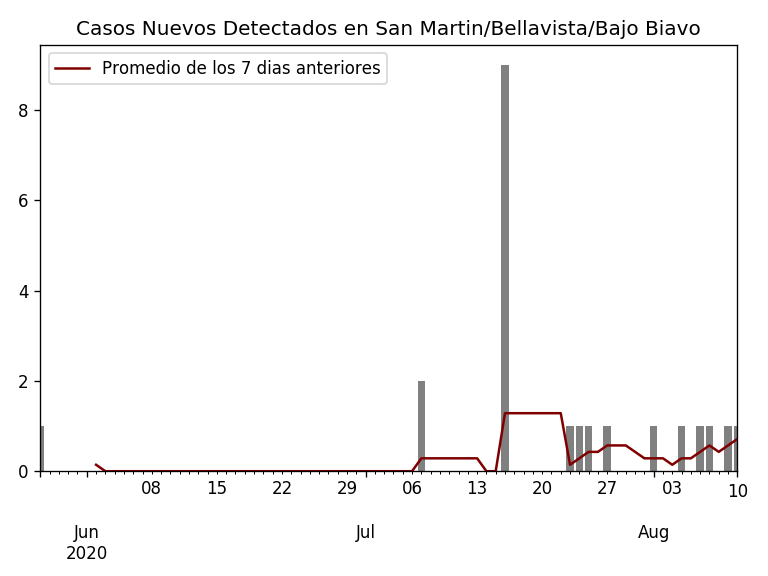 Casos Nuevos Detectados en San Martin/Bellavista/Bajo Biavo
Promedio de los 7 dias anteriores
8
6
4
2
0
08 15 22 29 06 13 20 27 03 10
Jun Jul Aug
2020